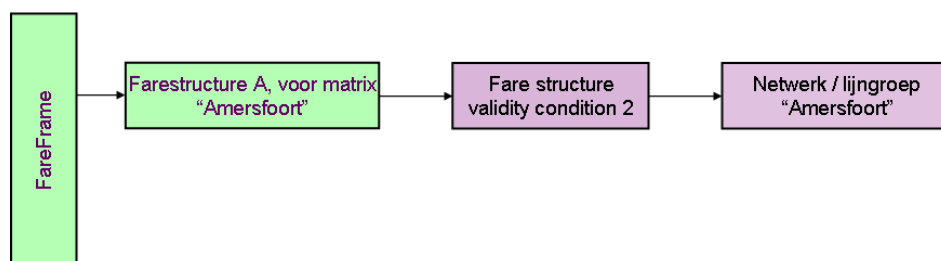 FareFrame
Farestructure A, voor matrix
“Amersfoort”
Fare structure
validity condition 2
Netwerk / lijngroep
“Amersfoort”